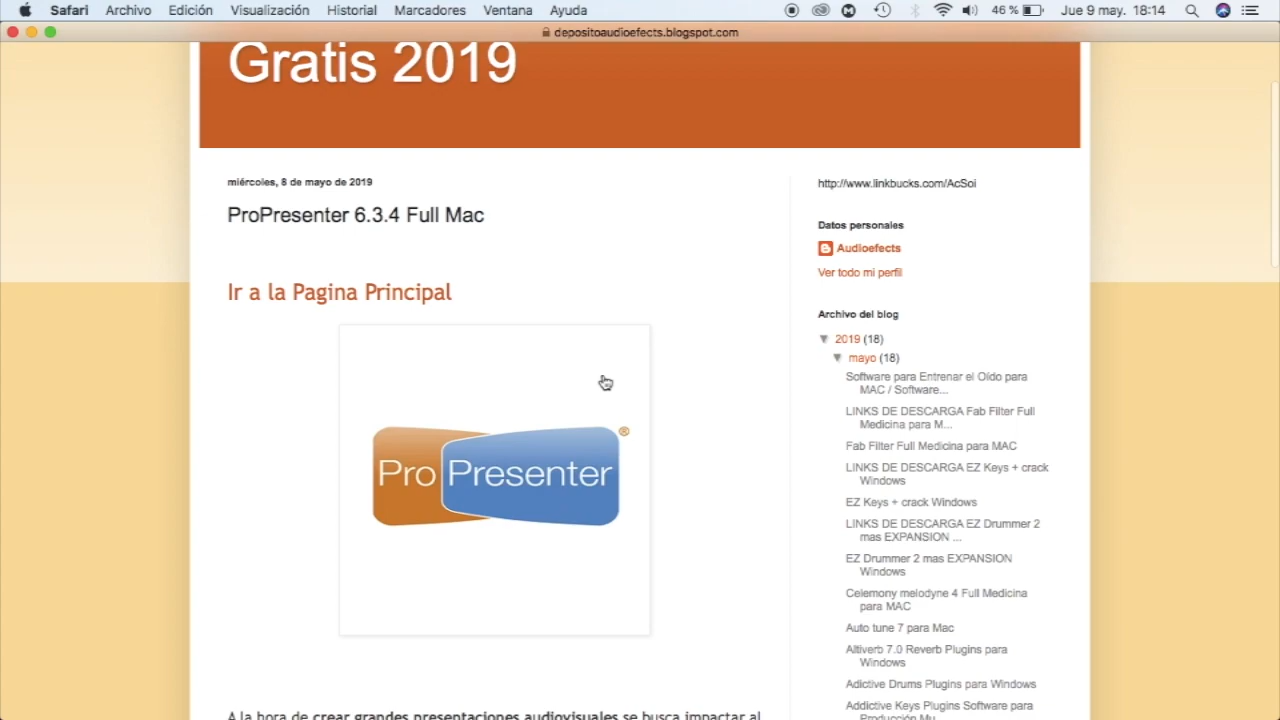 Safari Archivo Edición Visualización Historial Marcadores Ventana Ayuda 46 % Jue 9 may. 18:14
depositoaudioefects.blogspot.com
Gratis 2019
miércoles, 8 de mayo de 2019
ProPresenter 6.3.4 Full Mac
Ir a la Pagina Principal
Pro Presenter ®
A la hora de crear grandes presentaciones audiovisuales se busca impactar al
http://www.linkbucks.com/AcSoi
Datos personales
Audioefects
Ver todo mi perfil
Archivo del blog
▼ 2019 (18)
▼ mayo (18)
Software para Entrenar el Oido para
MAC / Software...
LINKS DE DESCARGA Fab Filter Full
Medicina para M...
Fab Filter Full Medicina para MAC
LINKS DE DESCARGA EZ Keys + crack
Windows
EZ Keys + crack Windows
LINKS DE DESCARGA EZ Drummer 2
mas EXPANSION ...
EZ Drummer 2 mas EXPANSION
Windows
Celemony melodyne 4 Full Medicina
para MAC
Auto tune 7 para Mac
Altiverb 7.0 Reverb Plugins para
Windows
Adictive Drums Plugins para Windows
Addictive Keys Plugins Software para
Producción Mu...